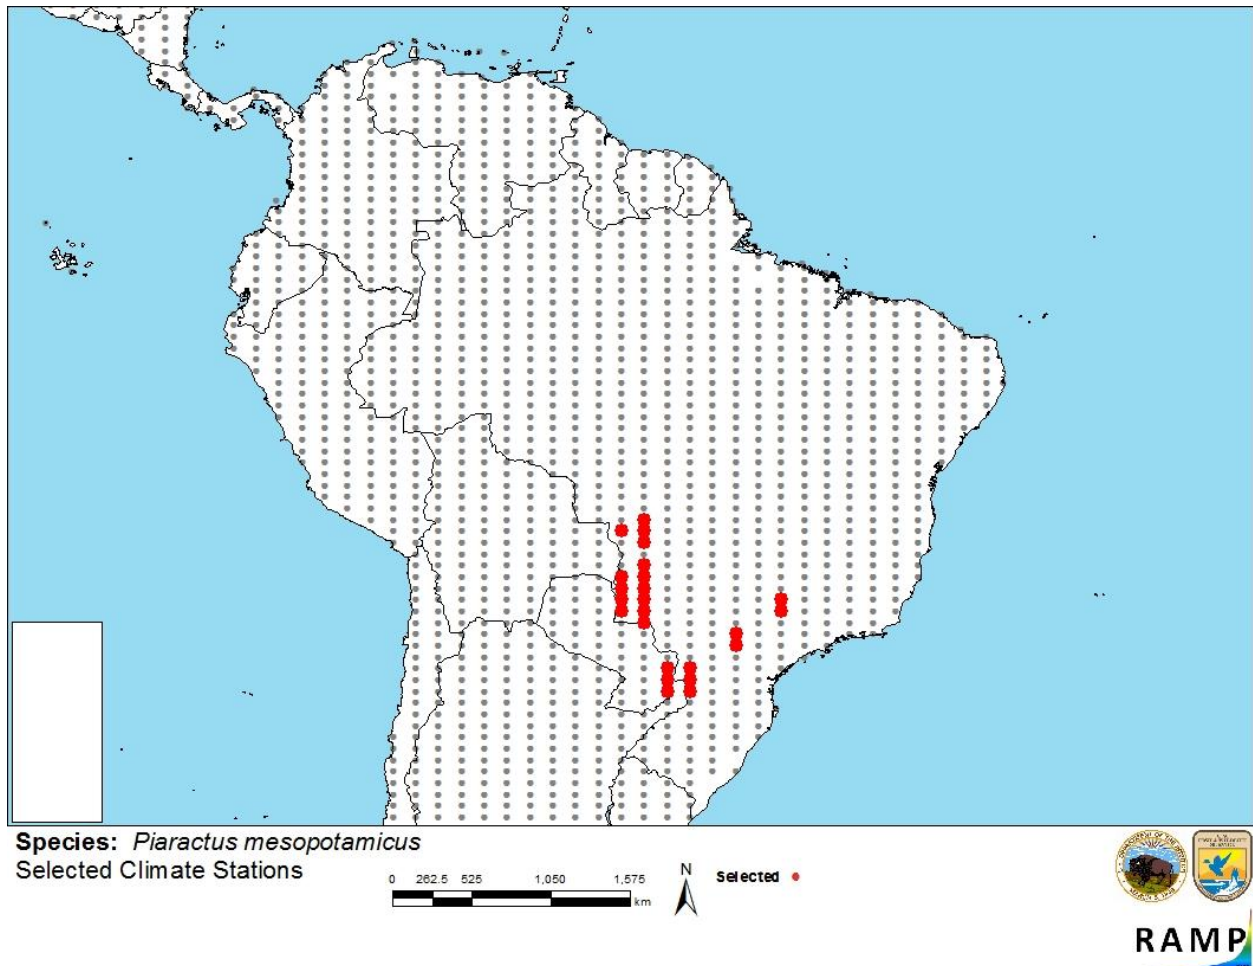 Species: Piaractus mesopotamicus
Selected Climate Stations
0 262.5 525 1,050 1,575
km
N
Selected
RAMP